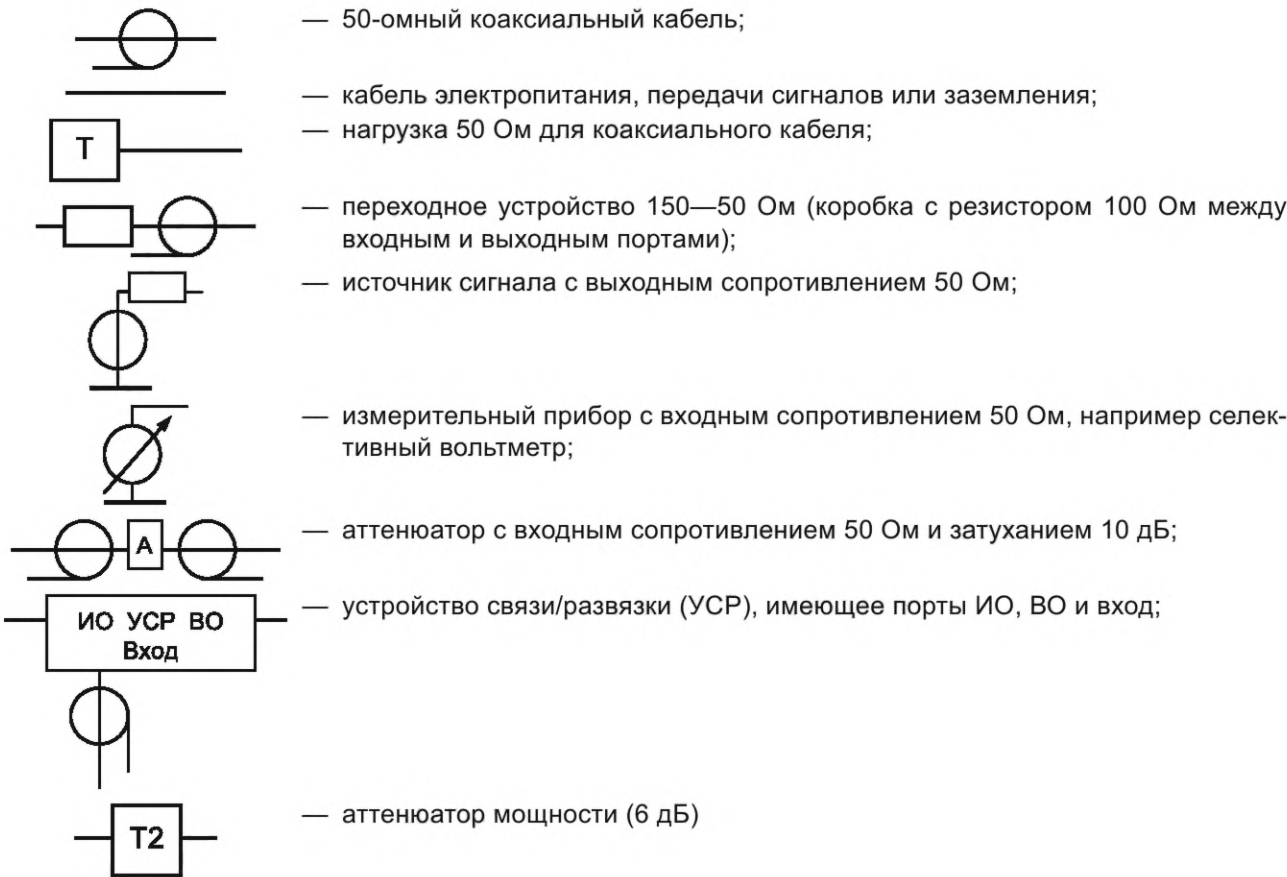 — 50-омный коаксиальный кабель;
— кабель электропитания, передачи сигналов или заземления;
Т
— нагрузка 50 Ом для коаксиального кабеля;
— переходное устройство 150—50 Ом (коробка с резистором 100 Ом между
входным и выходным портами);
— источник сигнала с выходным сопротивлением 50 Ом;
— измерительный прибор с входным сопротивлением 50 Ом, например селек-
тивный вольтметр;
А
— аттенюатор с входным сопротивлением 50 Ом и затуханием 10 дБ;
ИО УСР ВО
Вход
— устройство связи/развязки (УСР), имеющее порты ИО, ВО и вход;
Т2
— аттенюатор мощности (6 дБ)